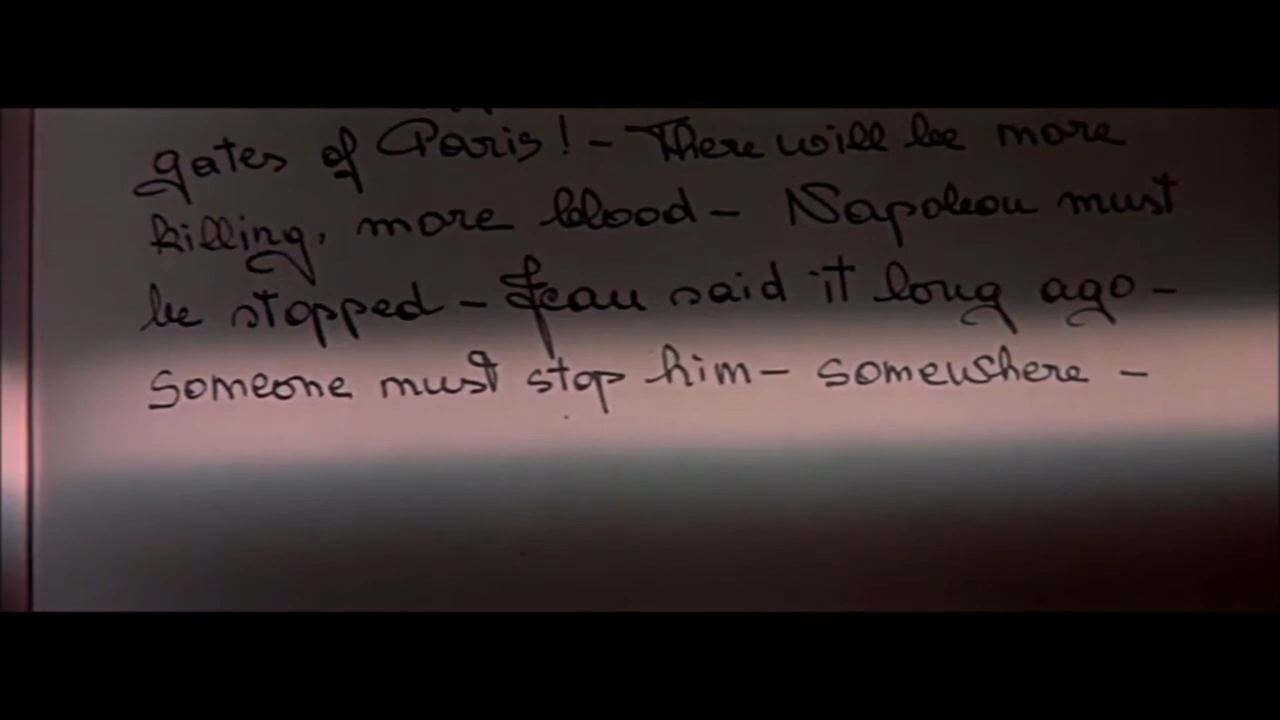 gates of Paris! - There will be more
killing, more blood - Napoleon must
be stopped - Jean said it long ago -
Someone must stop him - somewhere -